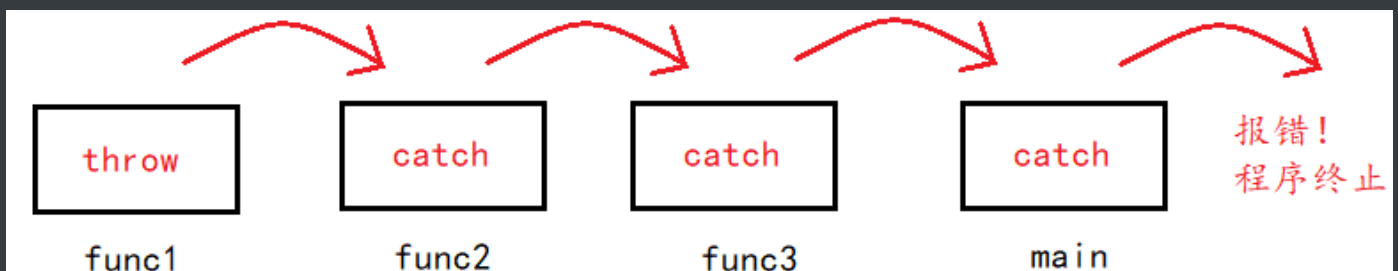 throw
catch
catch
catch
报错!
程序终止
func1
func2
func3
main